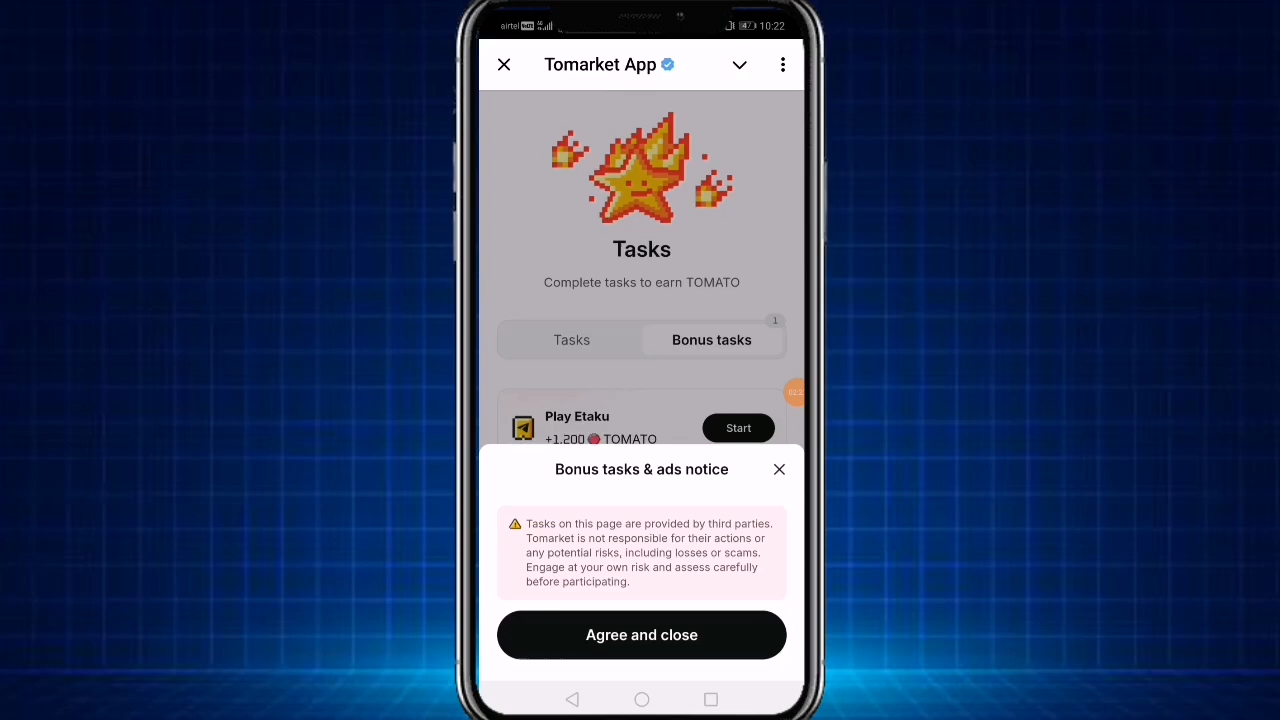 airtel 47 10:22
Tomarket App
Tasks
Complete tasks to earn TOMATO
1
Tasks Bonus tasks
Play Etaku
+1,200 TOMATO
Start
Bonus tasks & ads notice
Tasks on this page are provided by third parties.
Tomarket is not responsible for their actions or
any potential risks, including losses or scams.
Engage at your own risk and assess carefully
before participating.
Agree and close